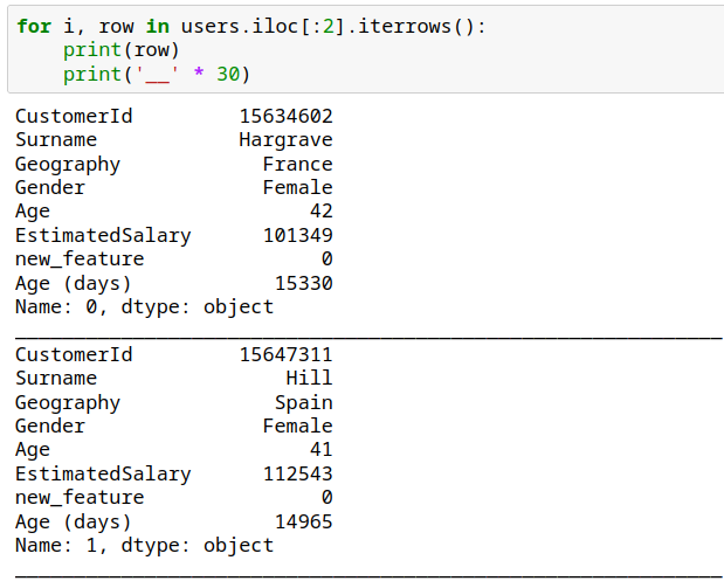 for i, row in users.iloc[:2].iterrows():
    print(row)
    print('__' * 30)
CustomerId         15634602
Surname            Hargrave
Geography            France
Gender               Female
Age                      42
EstimatedSalary      101349
new_feature               0
Age (days)            15330
Name: 0, dtype: object
____________________________________________________________
CustomerId         15647311
Surname                Hill
Geography             Spain
Gender               Female
Age                      41
EstimatedSalary      112543
new_feature               0
Age (days)            14965
Name: 1, dtype: object
____________________________________________________________